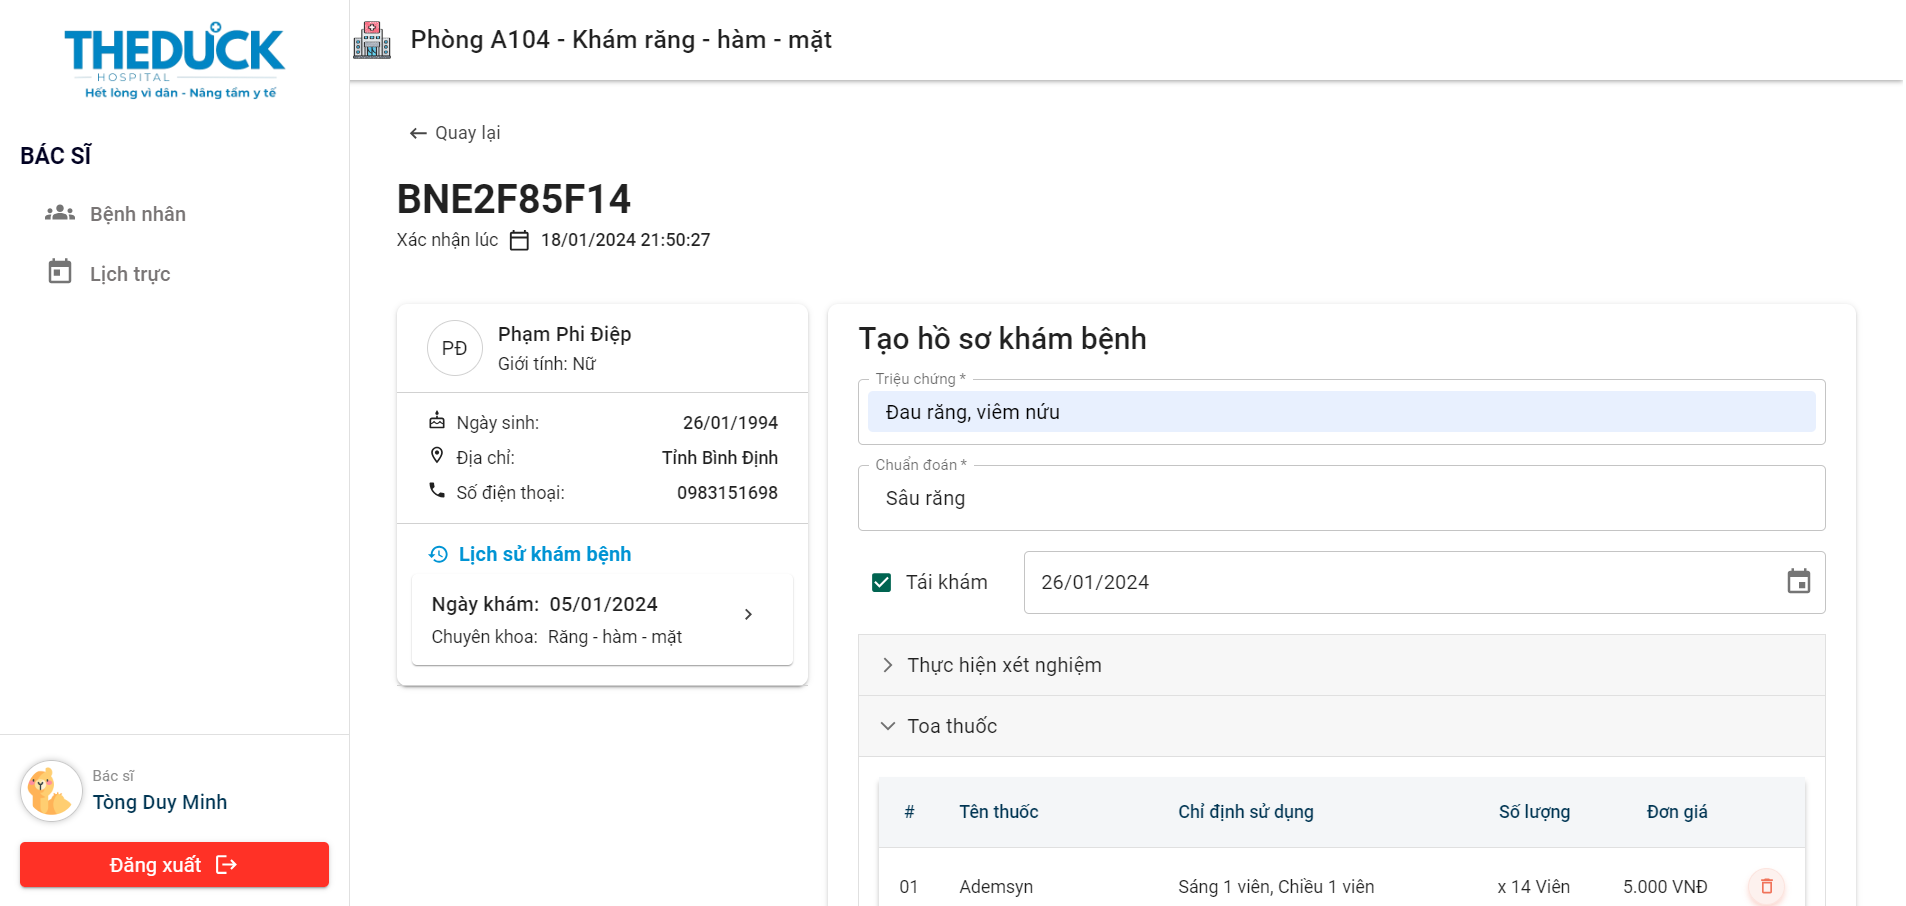 THEDUCK
HOSPITAL
Hết lòng vì dân - Nâng tầm y tế
BÁC SĨ
Bệnh nhân
Lịch trực
Bác sĩ
Tòng Duy Minh
Đăng xuất
Phòng A104 - Khám răng - hàm - mặt
Quay lại
BNE2F85F14
Xác nhận lúc 18/01/2024 21:50:27
PĐ
Phạm Phi Điệp
Giới tính: Nữ
Ngày sinh: 26/01/1994
Địa chỉ: Tỉnh Bình Định
Số điện thoại: 0983151698
Lịch sử khám bệnh
Ngày khám: 05/01/2024
Chuyên khoa: Răng - hàm - mặt
Tạo hồ sơ khám bệnh
Triệu chứng *
Đau răng, viêm nứu
Chuẩn đoán *
Sâu răng
Tái khám 26/01/2024
Thực hiện xét nghiệm
Toa thuốc
# Tên thuốc Chỉ định sử dụng Số lượng Đơn giá
01 Ademsyn Sáng 1 viên, Chiều 1 viên x 14 Viên 5.000 VNĐ